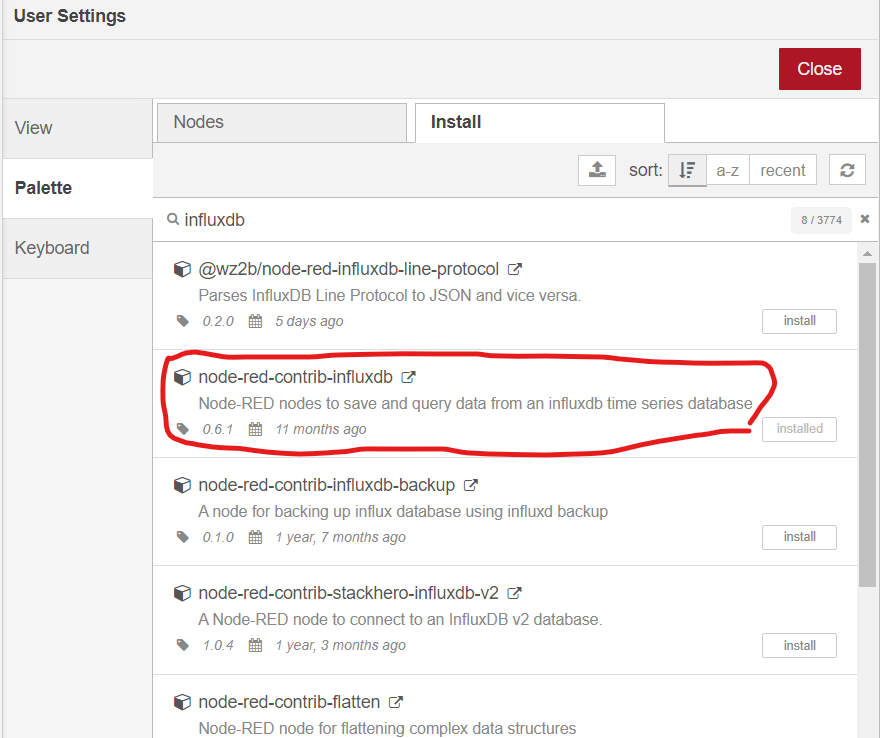 User Settings
Close
View
Palette
Keyboard
Nodes
Install
sort: a-z recent
influxdb
8 / 3774
@wz2b/node-red-influxdb-line-protocol
Parses InfluxDB Line Protocol to JSON and vice versa.
0.2.0 5 days ago
install
node-red-contrib-influxdb
Node-RED nodes to save and query data from an influxdb time series database
0.6.1 11 months ago
installed
node-red-contrib-influxdb-backup
A node for backing up influx database using influxd backup
0.1.0 1 year, 7 months ago
install
node-red-contrib-stackhero-influxdb-v2
A Node-RED node to connect to an InfluxDB v2 database.
1.0.4 1 year, 3 months ago
install
node-red-contrib-flatten
Node-RED node for flattening complex data structures